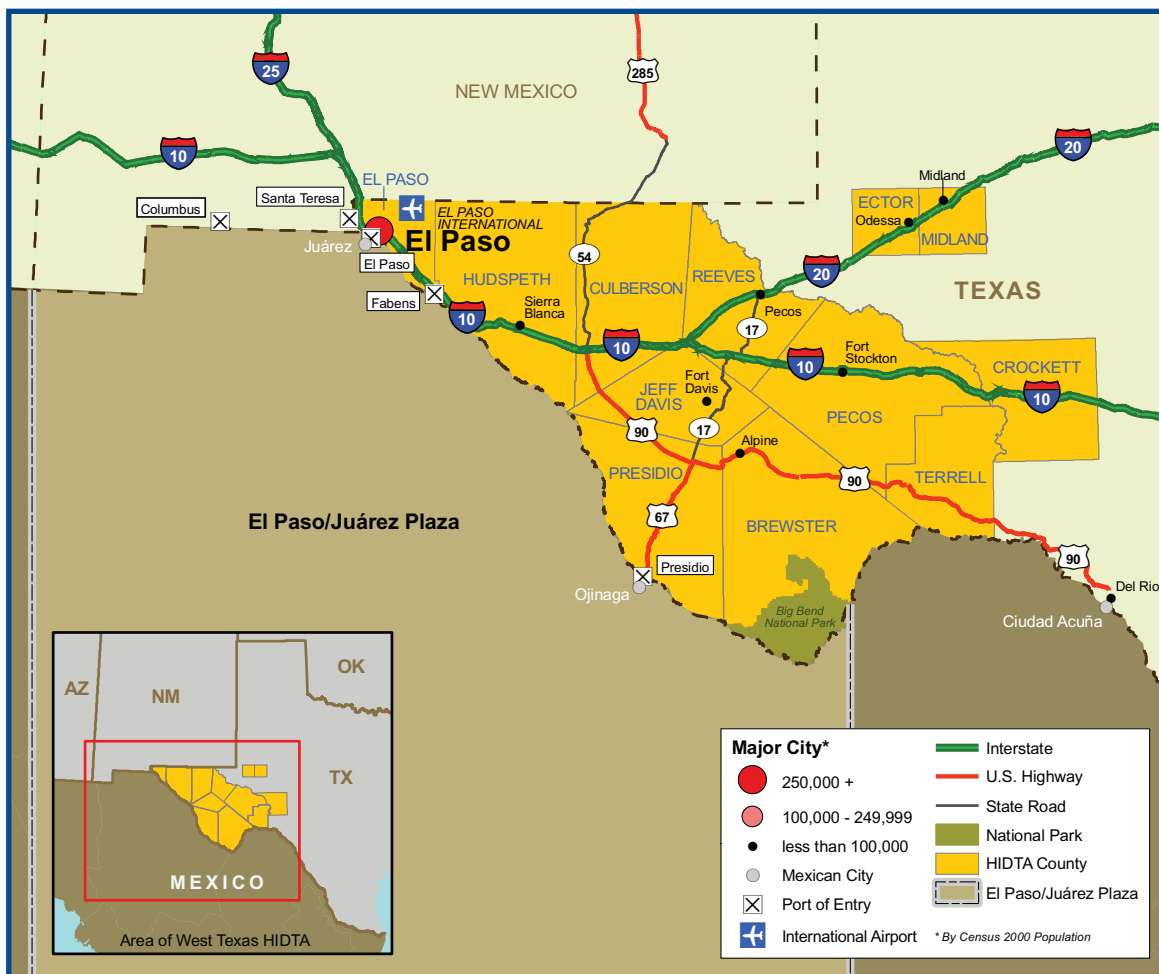 25
285
NEW MEXICO
10
20
EL PASO
Midland
Santa Teresa
Columbus
ECTOR
Odessa
MIDLAND
EL PASO
INTERNATIONAL
Juárez
El Paso
El Paso
54
HUDSPETH
CULBERSON
REEVES
20
TEXAS
Fabens
10
Sierra
Blanca
Pecos
17
10
10
Fort
Stockton
CROCKETT
10
JEFF
DAVIS
Fort
Davis
PECOS
90
17
Alpine
PRESIDIO
90
TERRELL
67
BREWSTER
El Paso/Juárez Plaza
90
Presidio
Ojinaga
Big Bend
National Park
Del Rio
Ciudad Acuña
AZ
NM
OK
TX
MEXICO
Area of West Texas HIDTA
Major City*
250,000 +
100,000 - 249,999
less than 100,000
Mexican City
Port of Entry
International Airport
Interstate
U.S. Highway
State Road
National Park
HIDTA County
El Paso/Juárez Plaza
* By Census 2000 Population